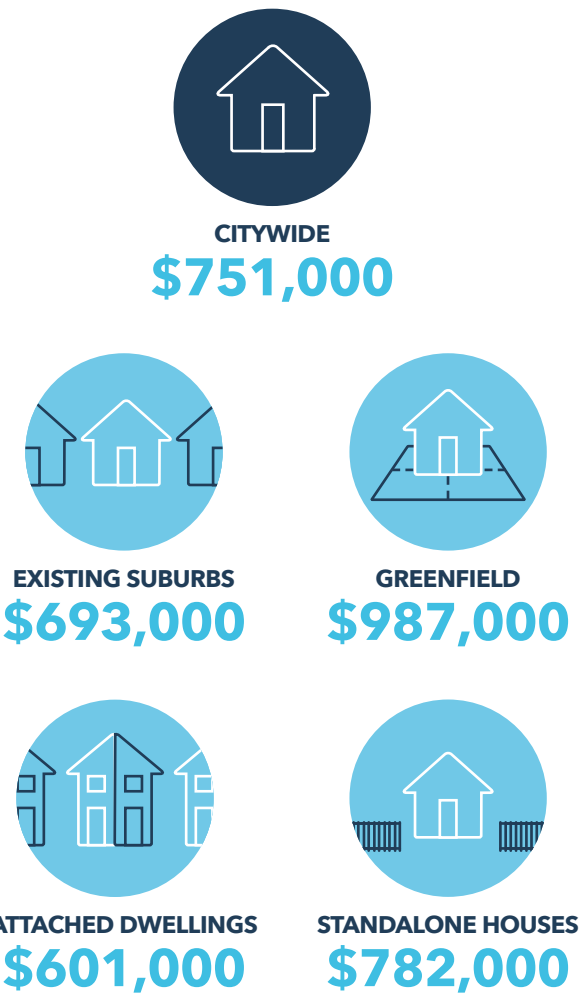 CITYWIDE
$751,000
EXISTING SUBURBS
$693,000
GREENFIELD
$987,000
ATTACHED DWELLINGS
$601,000
STANDALONE HOUSES
$782,000